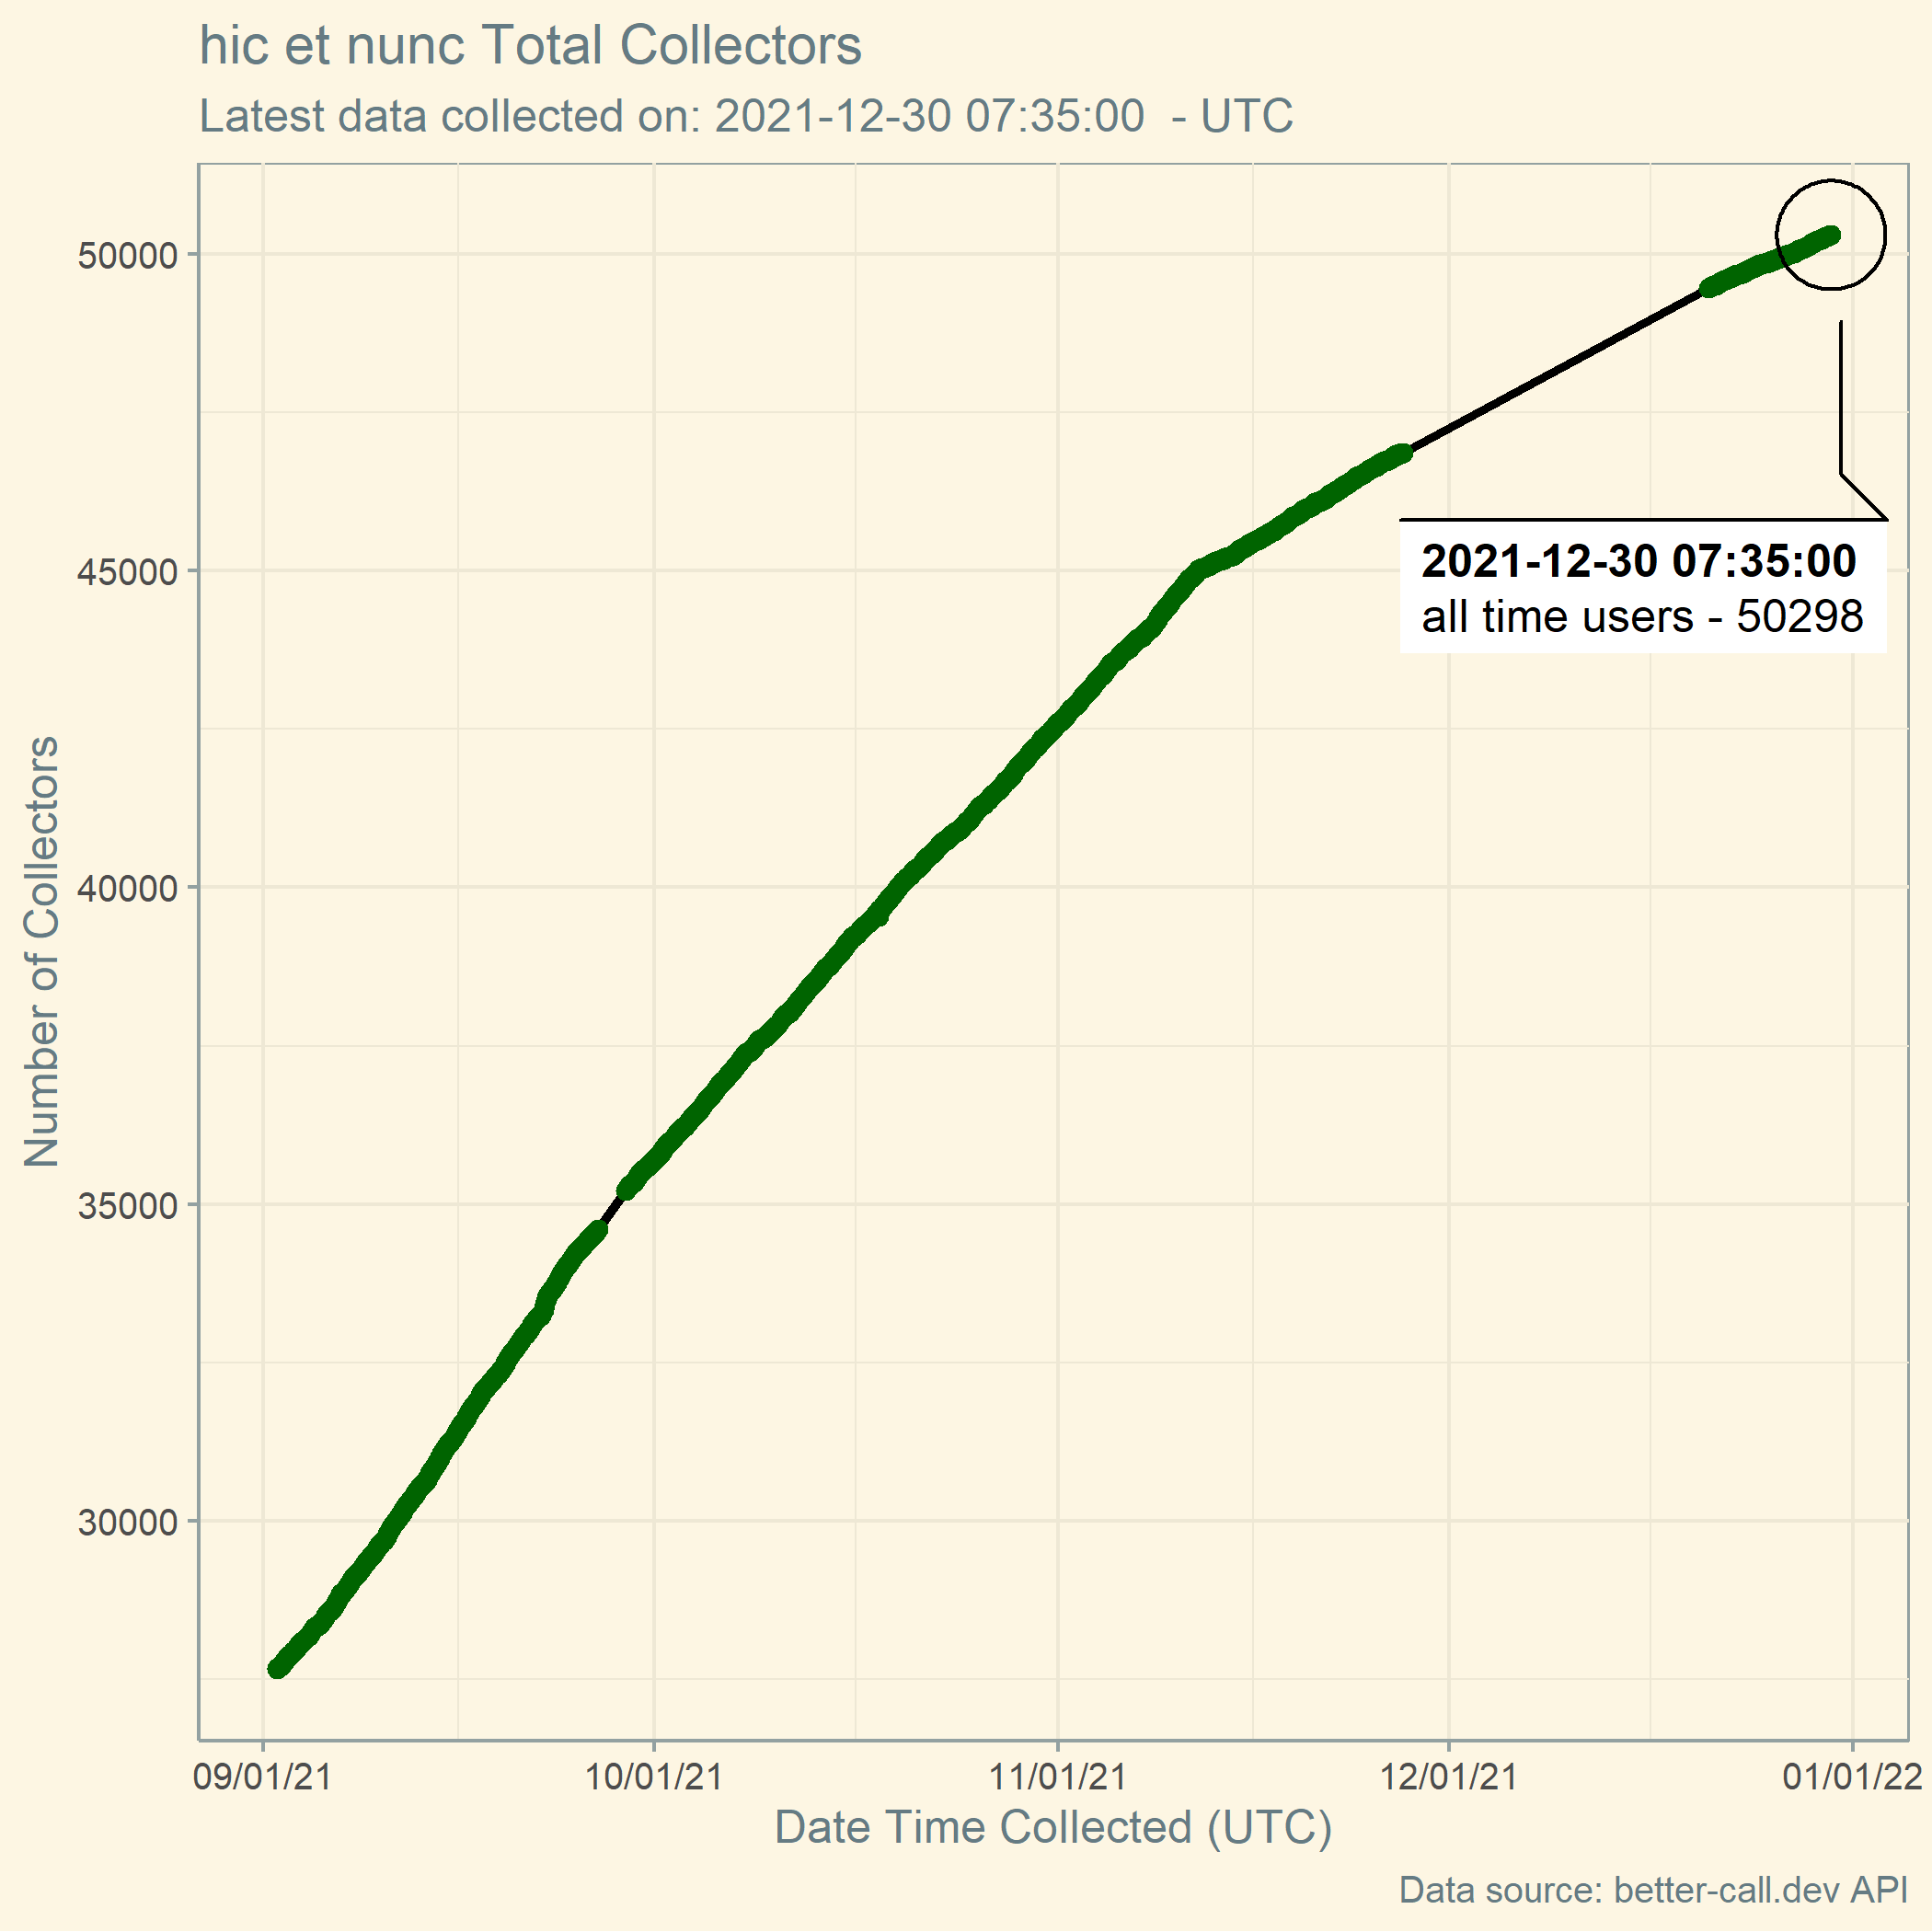 hic et nunc Total Collectors
Latest data collected on: 2021-12-30 07:35:00  - UTC
50000
45000
40000
35000
30000
Number of Collectors
2021-12-30 07:35:00
all time users - 50298
09/01/21
10/01/21
11/01/21
12/01/21
01/01/22
Date Time Collected (UTC)
Data source: better-call.dev API